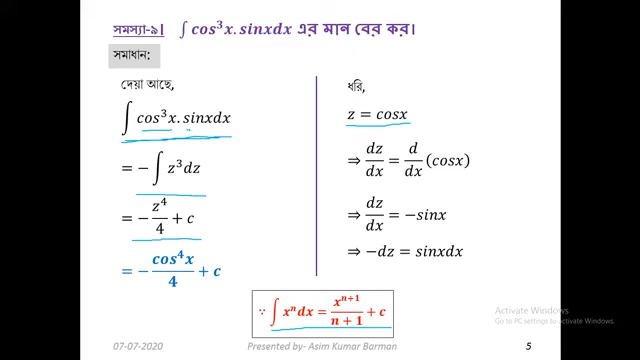 সমস্যা-৯| ∫ cos³x.sinxdx এর মান বের কর।
সমাধান:
দেয়া আছে,
∫ cos³x.sinxdx
= − ∫ z³dz
= − z⁴/4 + c
= − cos⁴x/4 + c
ধরি,
z = cosx
⇒ dz/dx = d/dx (cosx)
⇒ dz/dx = −sinx
⇒ −dz = sinxdx
∵ ∫ xⁿdx = xⁿ⁺¹/n+1 + c
Activate Windows
Go to PC settings to activate Windows.
07-07-2020 Presented by- Asim Kumar Barman 5